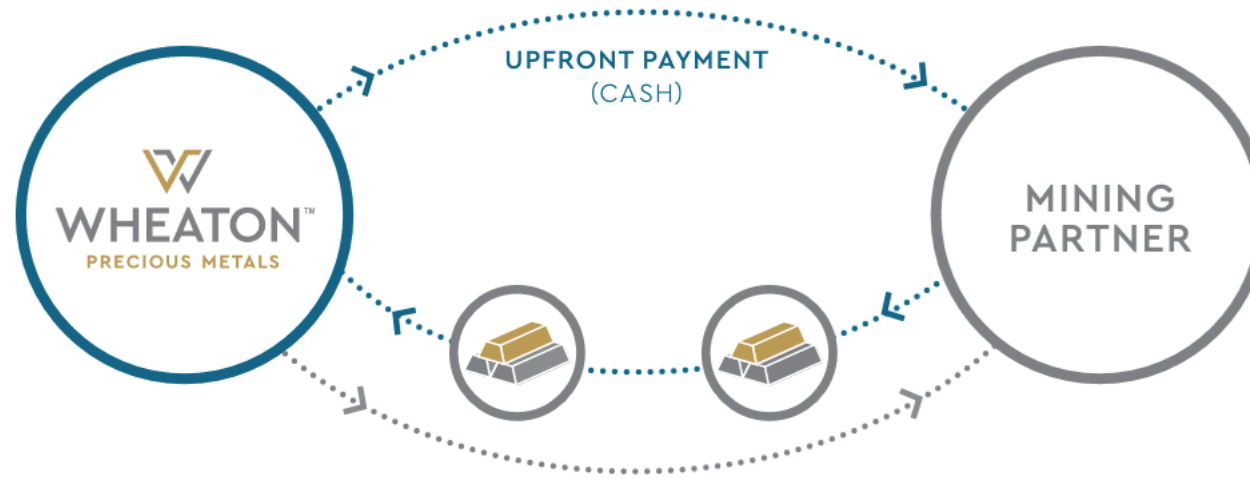 UPFRONT PAYMENT
(CASH)
WHEATON™
PRECIOUS METALS
MINING
PARTNER